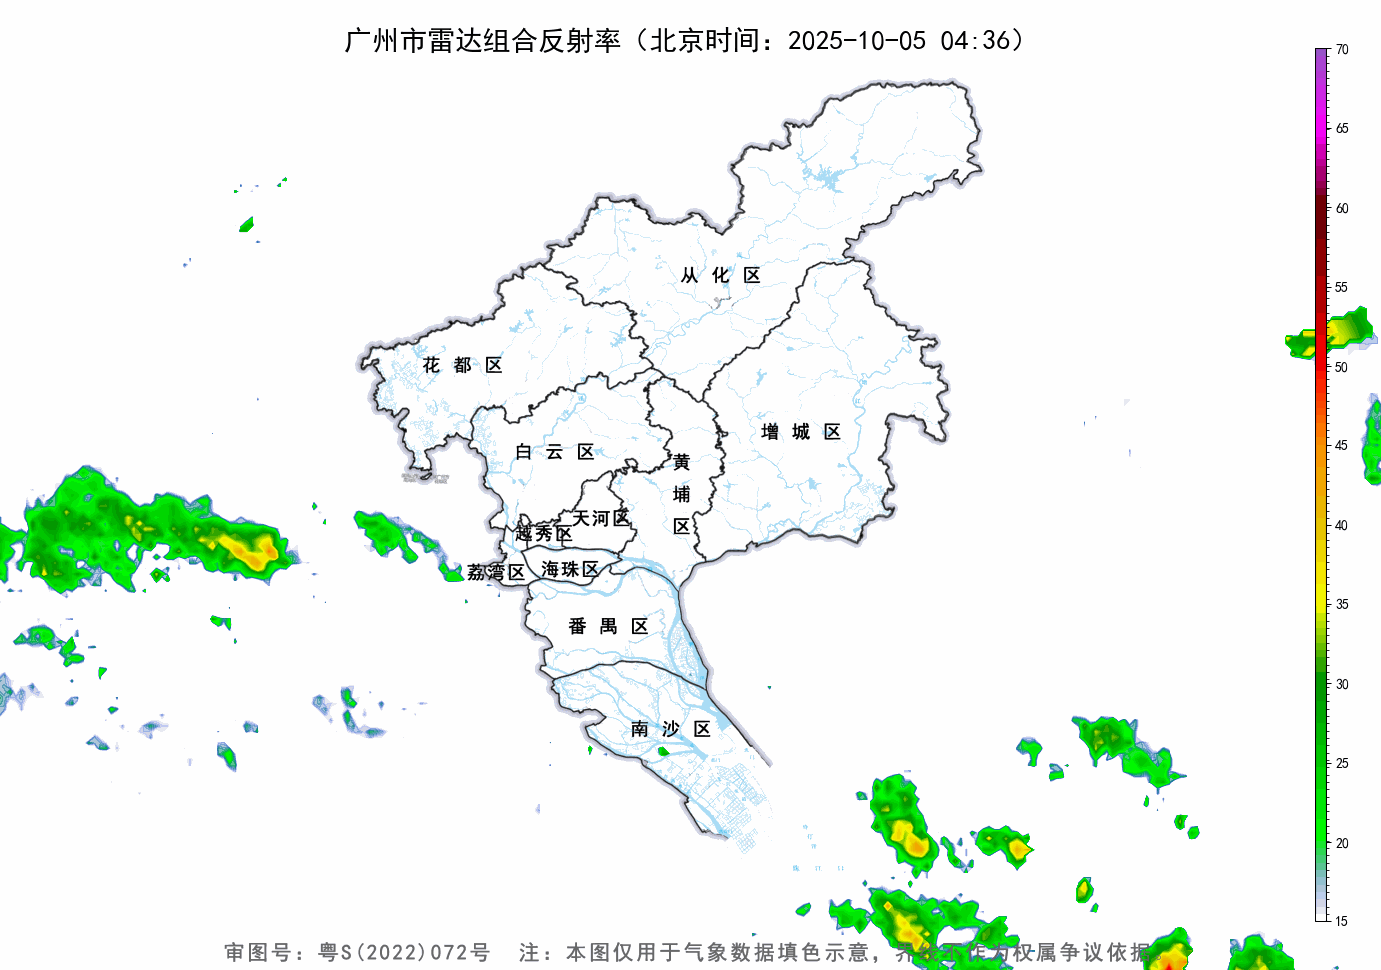 广州市雷达组合反射率（北京时间：2025-10-05 04:36）
70
65
60
55
50
45
40
35
30
25
20
15
从化区
花都区
增城区
白云区
黄埔区
天河区
越秀区
荔湾区
海珠区
番禺区
南沙区
审图号：粤S(2022)072号 注：本图仅用于气象数据填色示意，界线不作为权属争议依据。